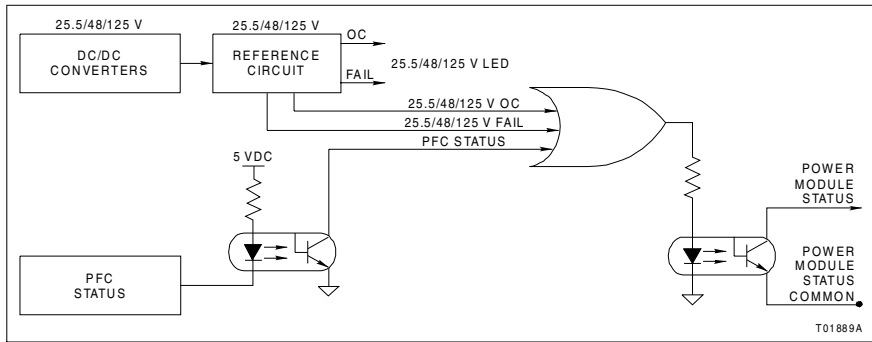 25.5/48/125 V
DC/DC
CONVERTERS
25.5/48/125 V
REFERENCE
CIRCUIT
OC
FAIL
25.5/48/125 V LED
25.5/48/125 V OC
25.5/48/125 V FAIL
PFC STATUS
5 VDC
PFC
STATUS
POWER
MODULE
STATUS
POWER
MODULE
STATUS
COMMON
T01889A